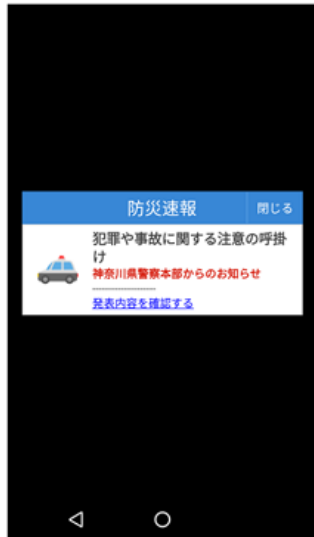 防災速報
閉じる
犯罪や事故に関する注意の呼掛
け
神奈川県警察本部からのお知らせ
--------------------
発表内容を確認する